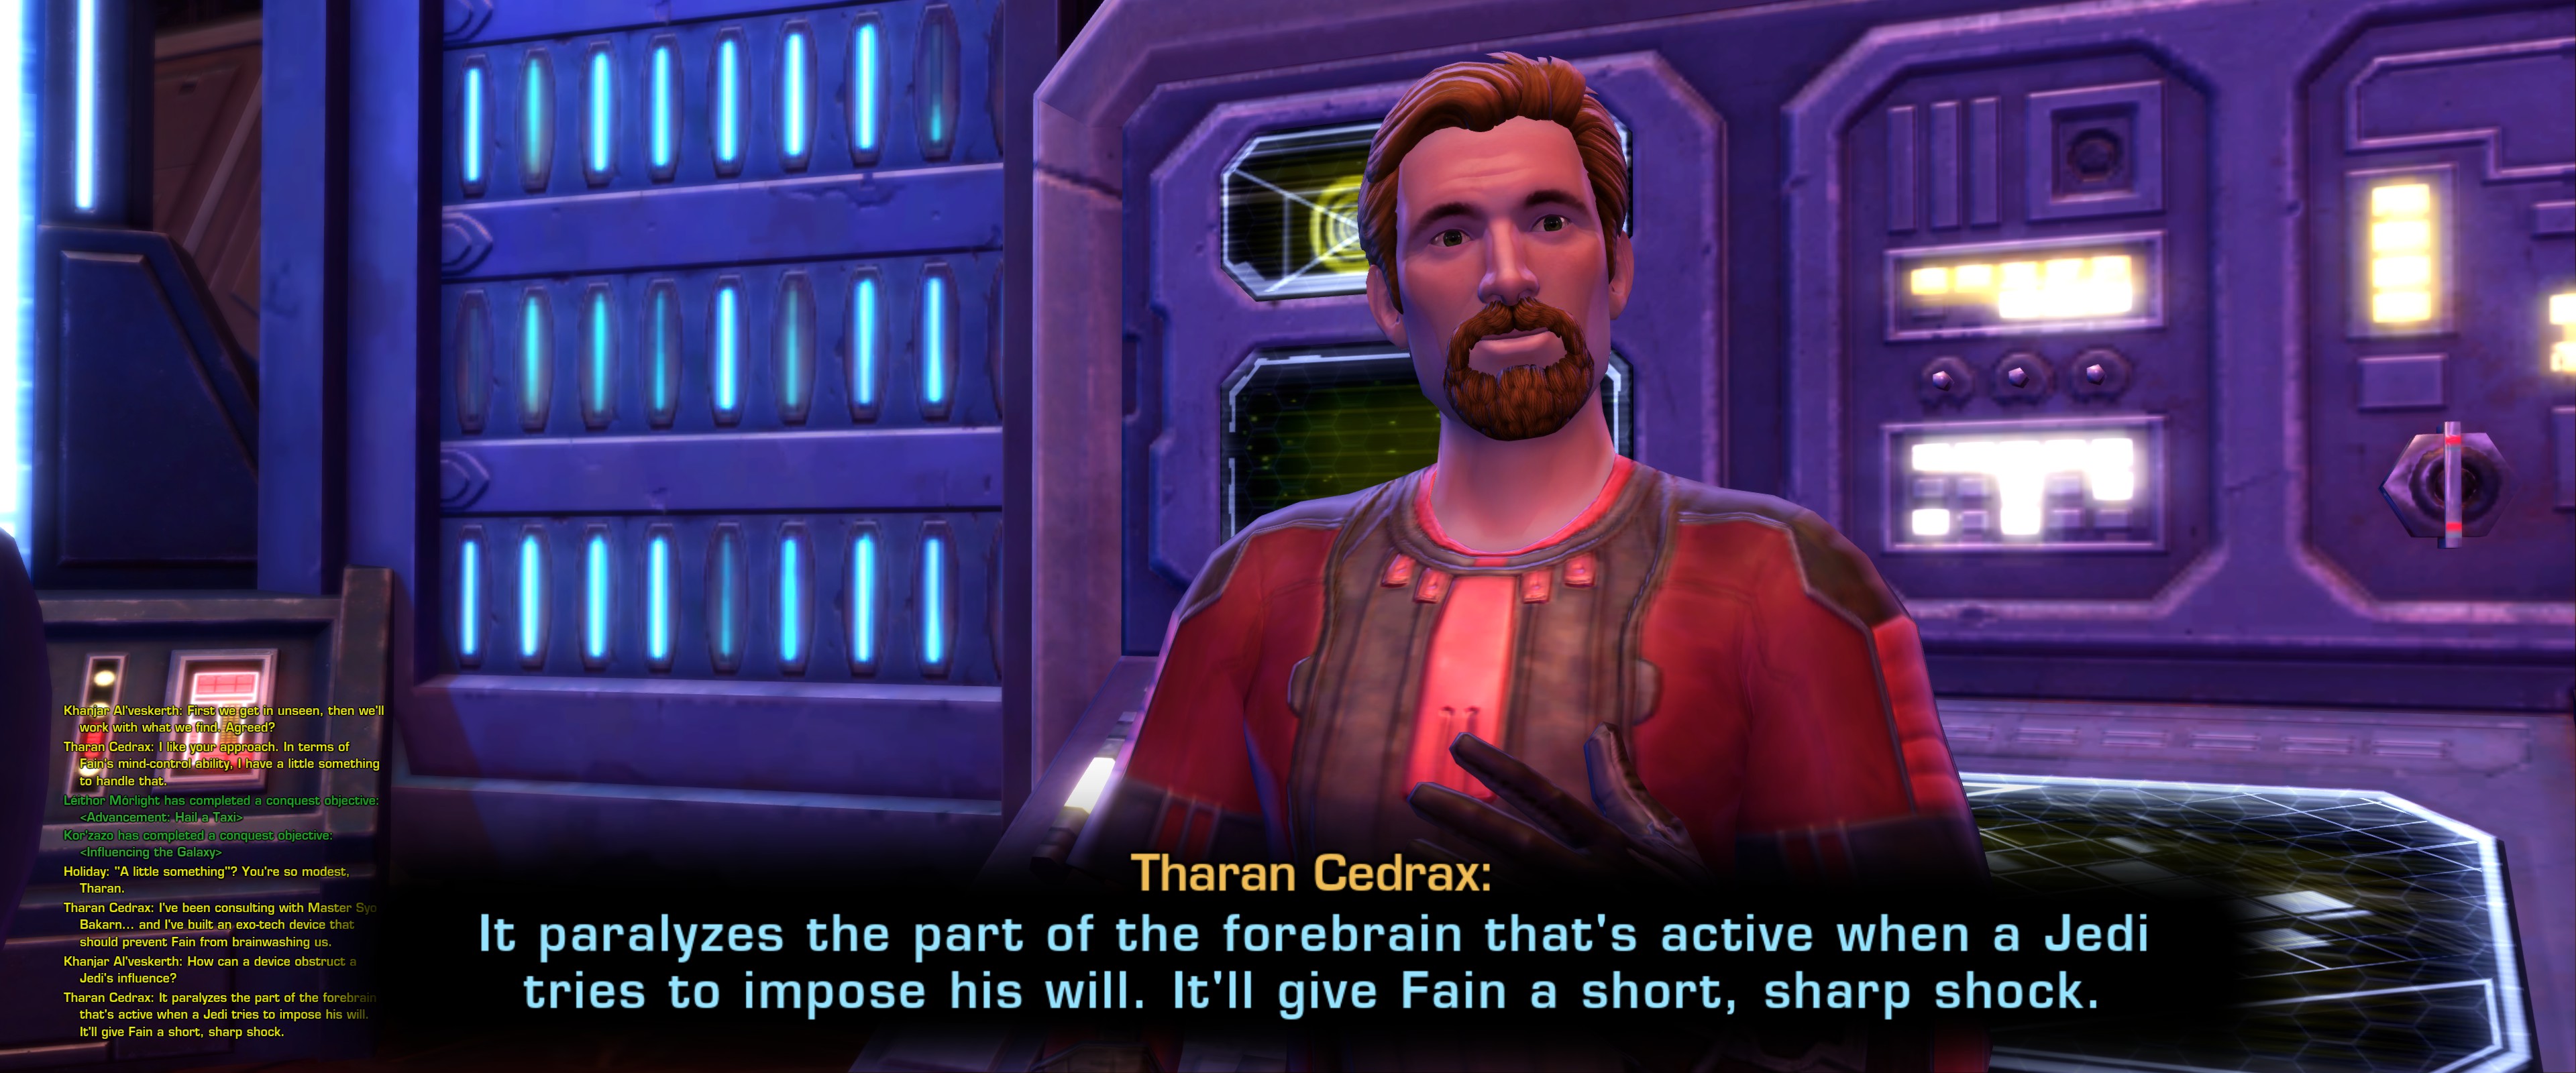 Khanjar Al'veskerth: First we get in unseen, then we'll
work with what we find. Agreed?
Tharan Cedrax: I like your approach. In terms of
Fain's mind-control ability, I have a little something
to handle that.
Léithor Mórlight has completed a conquest objective:
<Advancement: Hail a Taxi>
Kor'zazo has completed a conquest objective:
<Influencing the Galaxy>
Holiday: "A little something"? You're so modest,
Tharan.
Tharan Cedrax: I've been consulting with Master Syo
Bakarn... and I've built an exo-tech device that
should prevent Fain from brainwashing us.
Khanjar Al'veskerth: How can a device obstruct a
Jedi's influence?
Tharan Cedrax: It paralyzes the part of the forebrain
that's active when a Jedi tries to impose his will.
It'll give Fain a short, sharp shock.
Tharan Cedrax:
It paralyzes the part of the forebrain that's active when a Jedi
tries to impose his will. It'll give Fain a short, sharp shock.